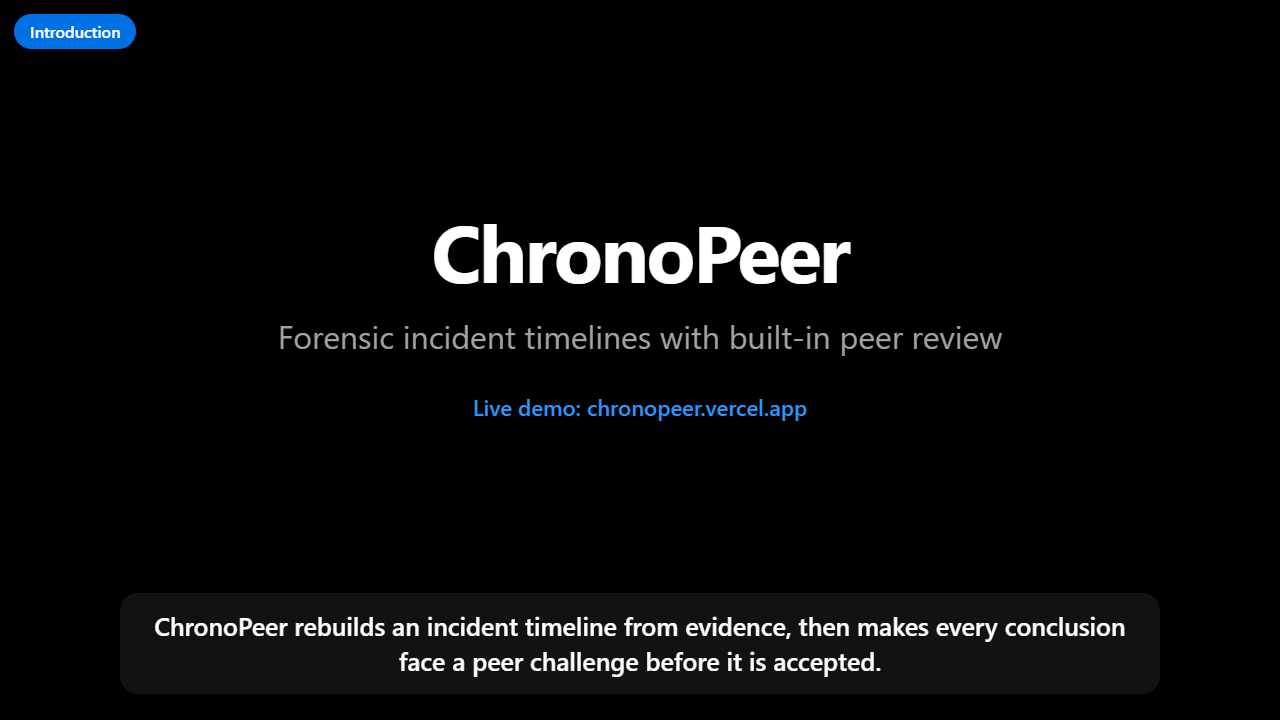 Introduction
ChronoPeer
Forensic incident timelines with built-in peer review
Live demo: chronopeer.vercel.app
ChronoPeer rebuilds an incident timeline from evidence, then makes every conclusion
face a peer challenge before it is accepted.